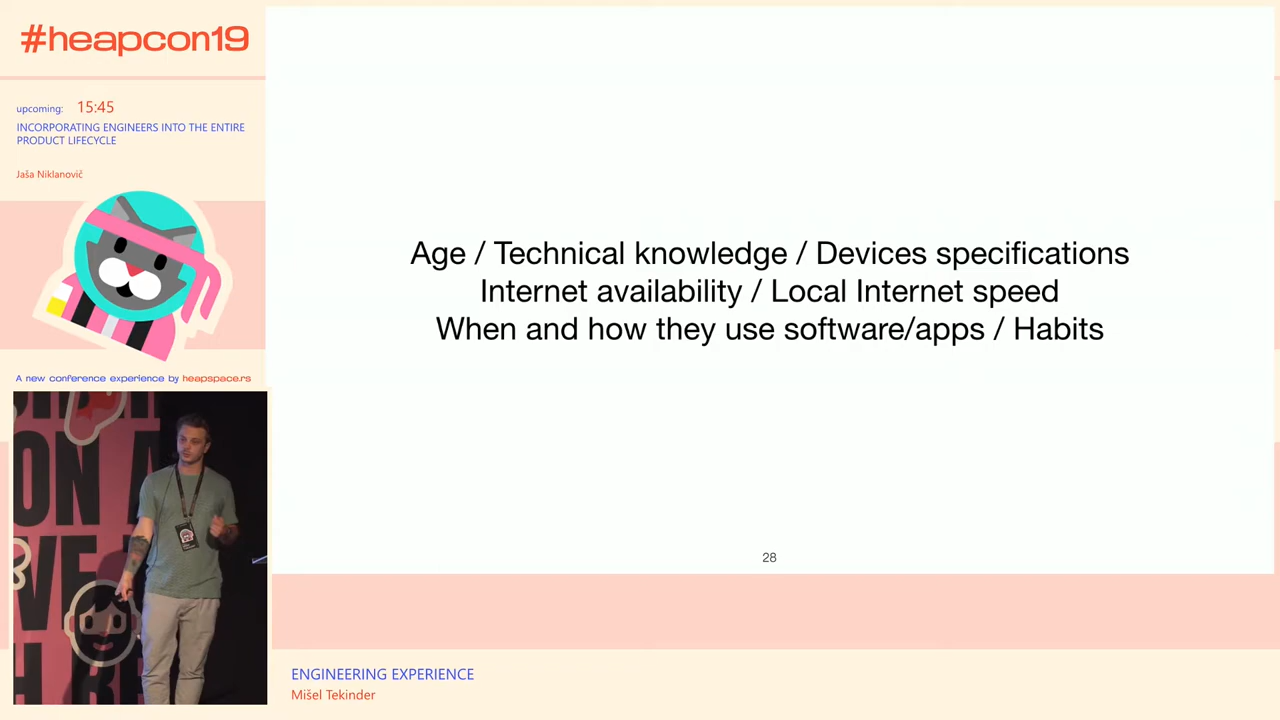 #heapcon19
upcoming: 15:45
INCORPORATING ENGINEERS INTO THE ENTIRE
PRODUCT LIFECYCLE
Jaša Niklanovič
A new conference experience by heapspace.rs
Age / Technical knowledge / Devices specifications
Internet availability / Local Internet speed
When and how they use software/apps / Habits
28
ON A
ENGINEERING EXPERIENCE
Mišel Tekinder